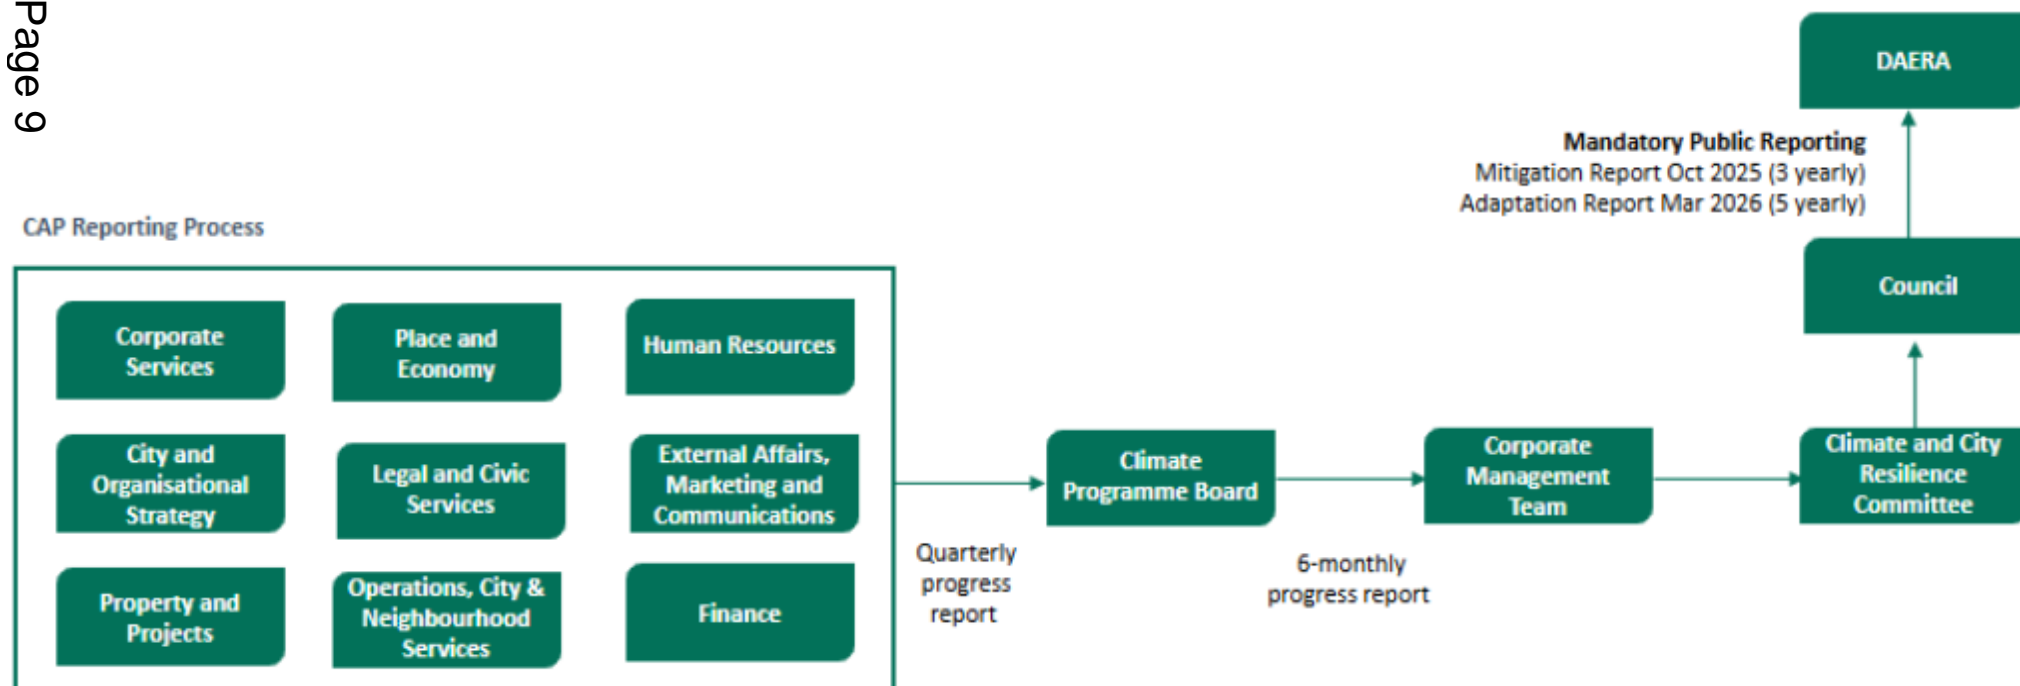 Page 9
DAERA
Mandatory Public Reporting
Mitigation Report Oct 2025 (3 yearly)
Adaptation Report Mar 2026 (5 yearly)
Council
CAP Reporting Process
Corporate
Services
Place and
Economy
Human Resources
City and
Organisational
Strategy
Legal and Civic
Services
External Affairs,
Marketing and
Communications
Property and
Projects
Operations, City &
Neighbourhood
Services
Finance
Quarterly
progress
report
Climate
Programme Board
6-monthly
progress report
Corporate
Management
Team
Climate and City
Resilience
Committee